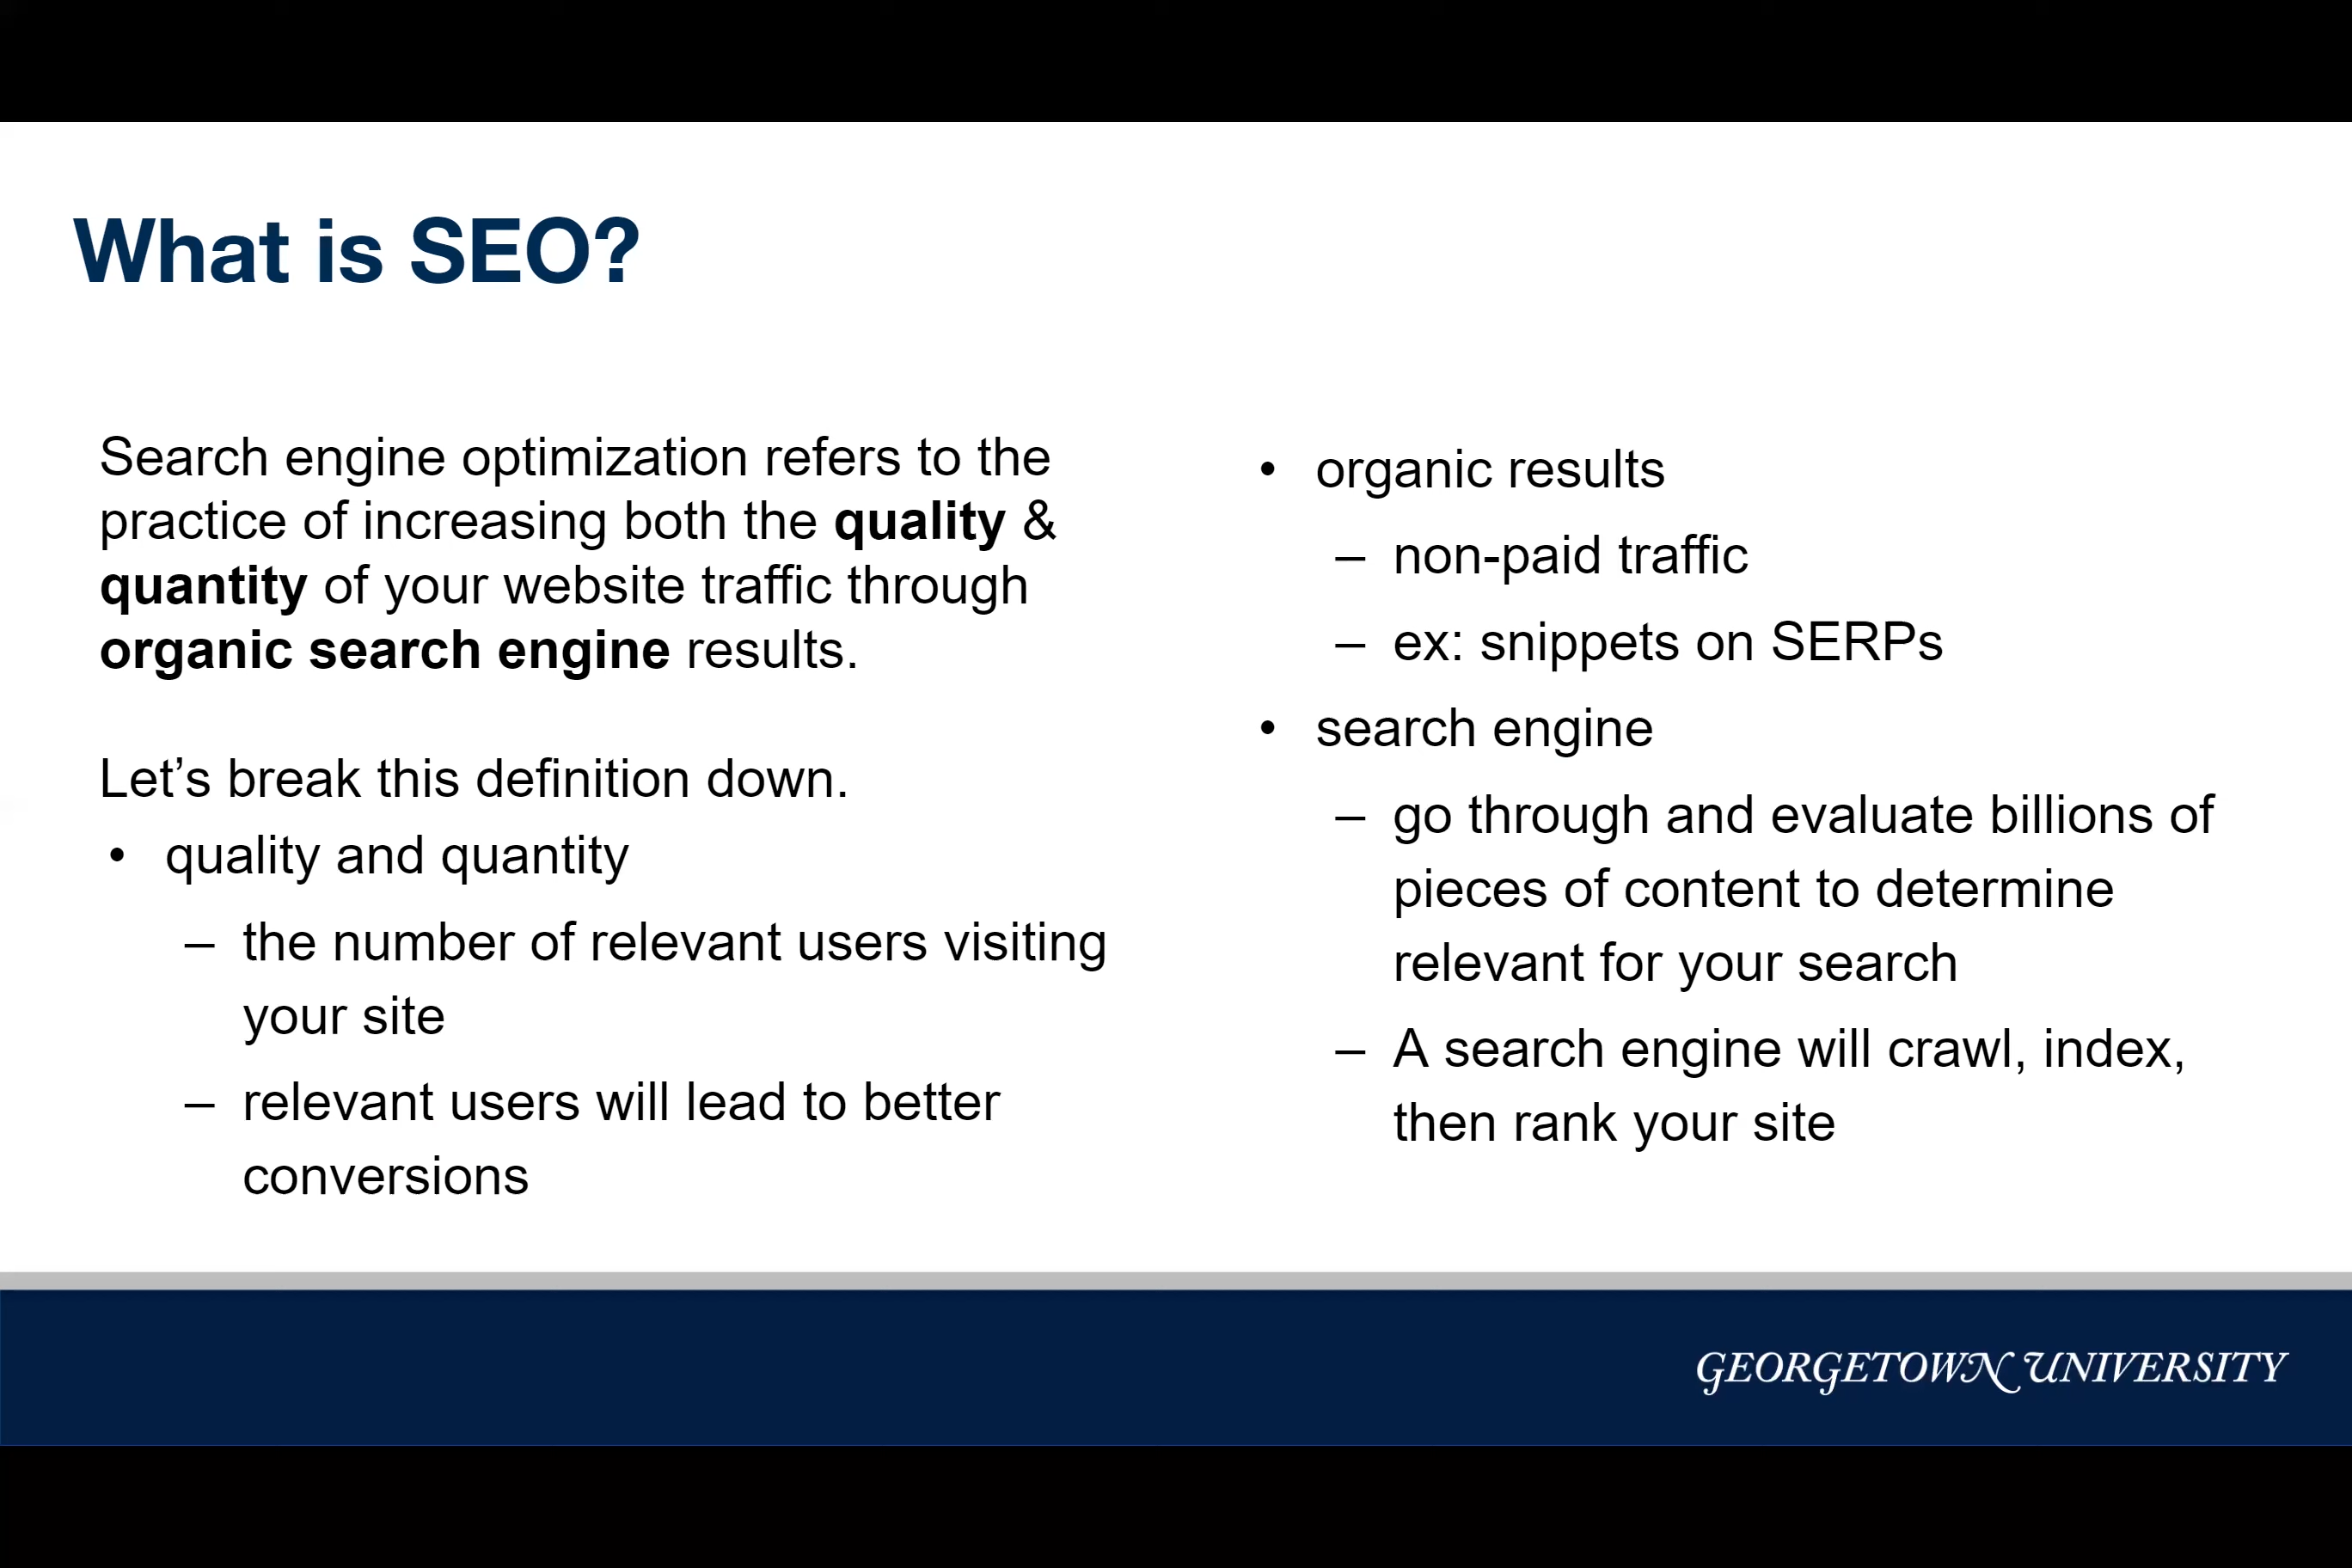 What is SEO?
Search engine optimization refers to the
practice of increasing both the quality &
quantity of your website traffic through
organic search engine results.
Let’s break this definition down.
• quality and quantity
– the number of relevant users visiting
your site
– relevant users will lead to better
conversions
• organic results
– non-paid traffic
– ex: snippets on SERPs
• search engine
– go through and evaluate billions of
pieces of content to determine
relevant for your search
– A search engine will crawl, index,
then rank your site
GEORGETOWN UNIVERSITY